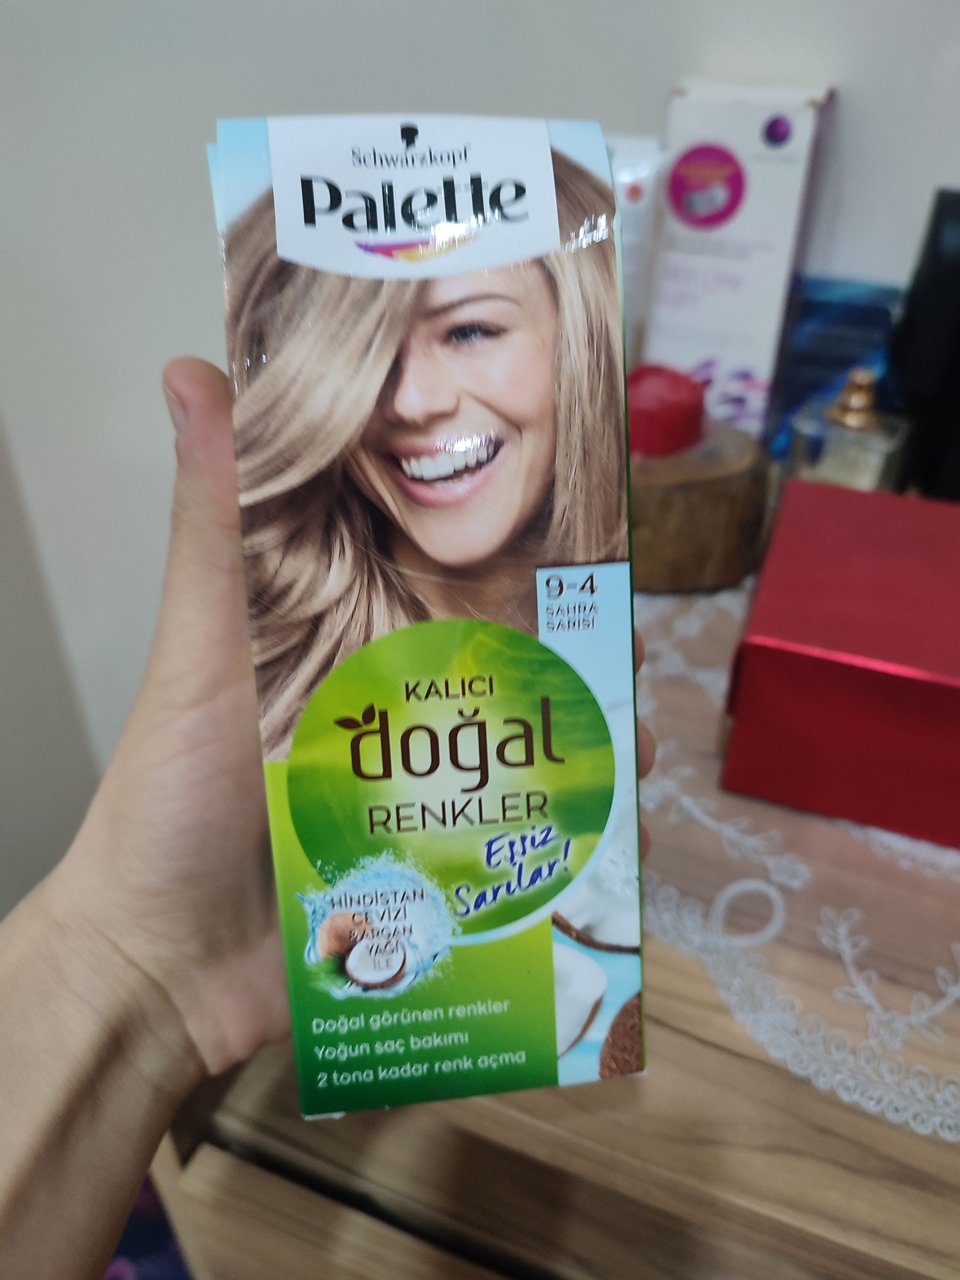 Schwarzkopf
Palette
9-4
SAHRA
SARISI
KALICI
doğal
RENKLER
Eşsiz
Sarılar!
HİNDİSTAN
CEVİZİ
&ARGAN
YAĞI
İLE
Doğal görünen renkler
Yoğun saç bakımı
2 tona kadar renk açma